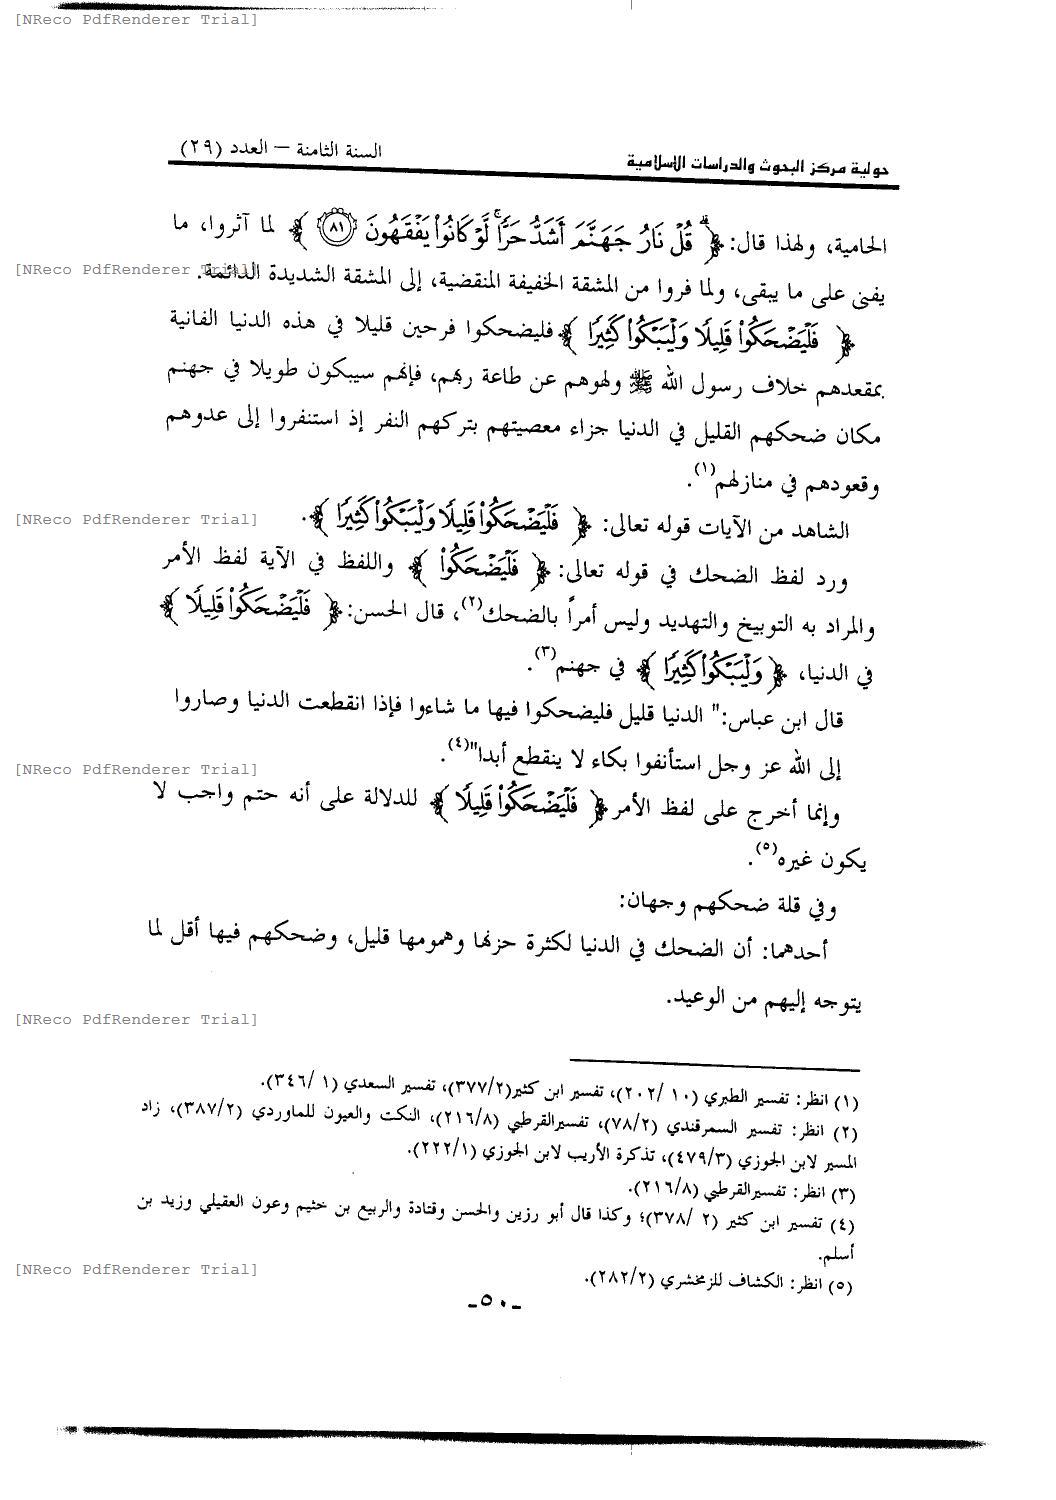 [NReco PdfRenderer Trial]
حولية مركز البحوث والدراسات الإسلامية السنة الثامنة – العدد (٢٩)
الحامية، ولهذا قال: ﴿ قُلْ نَارُ جَهَنَّمَ أَشَدُّ حَرًّا ۚ لَّوْ كَانُوا۟ يَفْقَهُونَ ٨١ ﴾ لما آثروا، ما
[NReco PdfRenderer Trial]
يفنى على ما يبقى، ولما فروا من المشقة الخفيفة المنقضية، إلى المشقة الشديدة الدائمة.
﴿ فَلْيَضْحَكُوا۟ قَلِيلًا وَلْيَبْكُوا۟ كَثِيرًا ﴾ فليضحكوا فرحين قليلا في هذه الدنيا الفانية
بمقعدهم خلاف رسول الله ﷺ ولهوهم عن طاعة ربهم، فإنهم سيبكون طويلا في جهنم
مكان ضحكهم القليل في الدنيا جزاء معصيتهم بتركهم النفر إذ استنفروا إلى عدوهم
وقعودهم في منازلهم(١).
[NReco PdfRenderer Trial]
الشاهد من الآيات قوله تعالى: ﴿ فَلْيَضْحَكُوا۟ قَلِيلًا وَلْيَبْكُوا۟ كَثِيرًا ﴾.
ورد لفظ الضحك في قوله تعالى: ﴿ فَلْيَضْحَكُوا۟ ﴾ واللفظ في الآية لفظ الأمر
والمراد به التوبيخ والتهديد وليس أمراً بالضحك(٢)، قال الحسن: ﴿ فَلْيَضْحَكُوا۟ قَلِيلًا ﴾
في الدنيا، ﴿ وَلْيَبْكُوا۟ كَثِيرًا ﴾ في جهنم(٣).
قال ابن عباس:" الدنيا قليل فليضحكوا فيها ما شاءوا فإذا انقطعت الدنيا وصاروا
إلى الله عز وجل استأنفوا بكاء لا ينقطع أبدا"(٤).
[NReco PdfRenderer Trial]
وإنما أخرج على لفظ الأمر ﴿ فَلْيَضْحَكُوا۟ قَلِيلًا ﴾ للدلالة على أنه حتم واجب لا
يكون غيره(٥).
وفي قلة ضحكهم وجهان:
أحدهما: أن الضحك في الدنيا لكثرة حزنها وهمومها قليل، وضحكهم فيها أقل لما
يتوجه إليهم من الوعيد.
[NReco PdfRenderer Trial]
(١) انظر: تفسير الطبري (١٠ /٢٠٢)، تفسير ابن كثير(٣٧٧/٢)، تفسير السعدي (١ /٣٤٦).
(٢) انظر: تفسير السمرقندي (٧٨/٢)، تفسيرالقرطبي (٢١٦/٨)، النكت والعيون للماوردي (٣٨٧/٢)، زاد
المسير لابن الجوزي (٤٧٩/٣)، تذكرة الأريب لابن الجوزي (٢٢٢/١).
(٣) انظر: تفسيرالقرطبي (٢١٦/٨).
(٤) تفسير ابن كثير (٢ /٣٧٨)؛ وكذا قال أبو رزين والحسن وقتادة والربيع بن خثيم وعون العقيلي وزيد بن
أسلم.
[NReco PdfRenderer Trial]
(٥) انظر: الكشاف للزمخشري (٢٨٢/٢).
-٥٠-